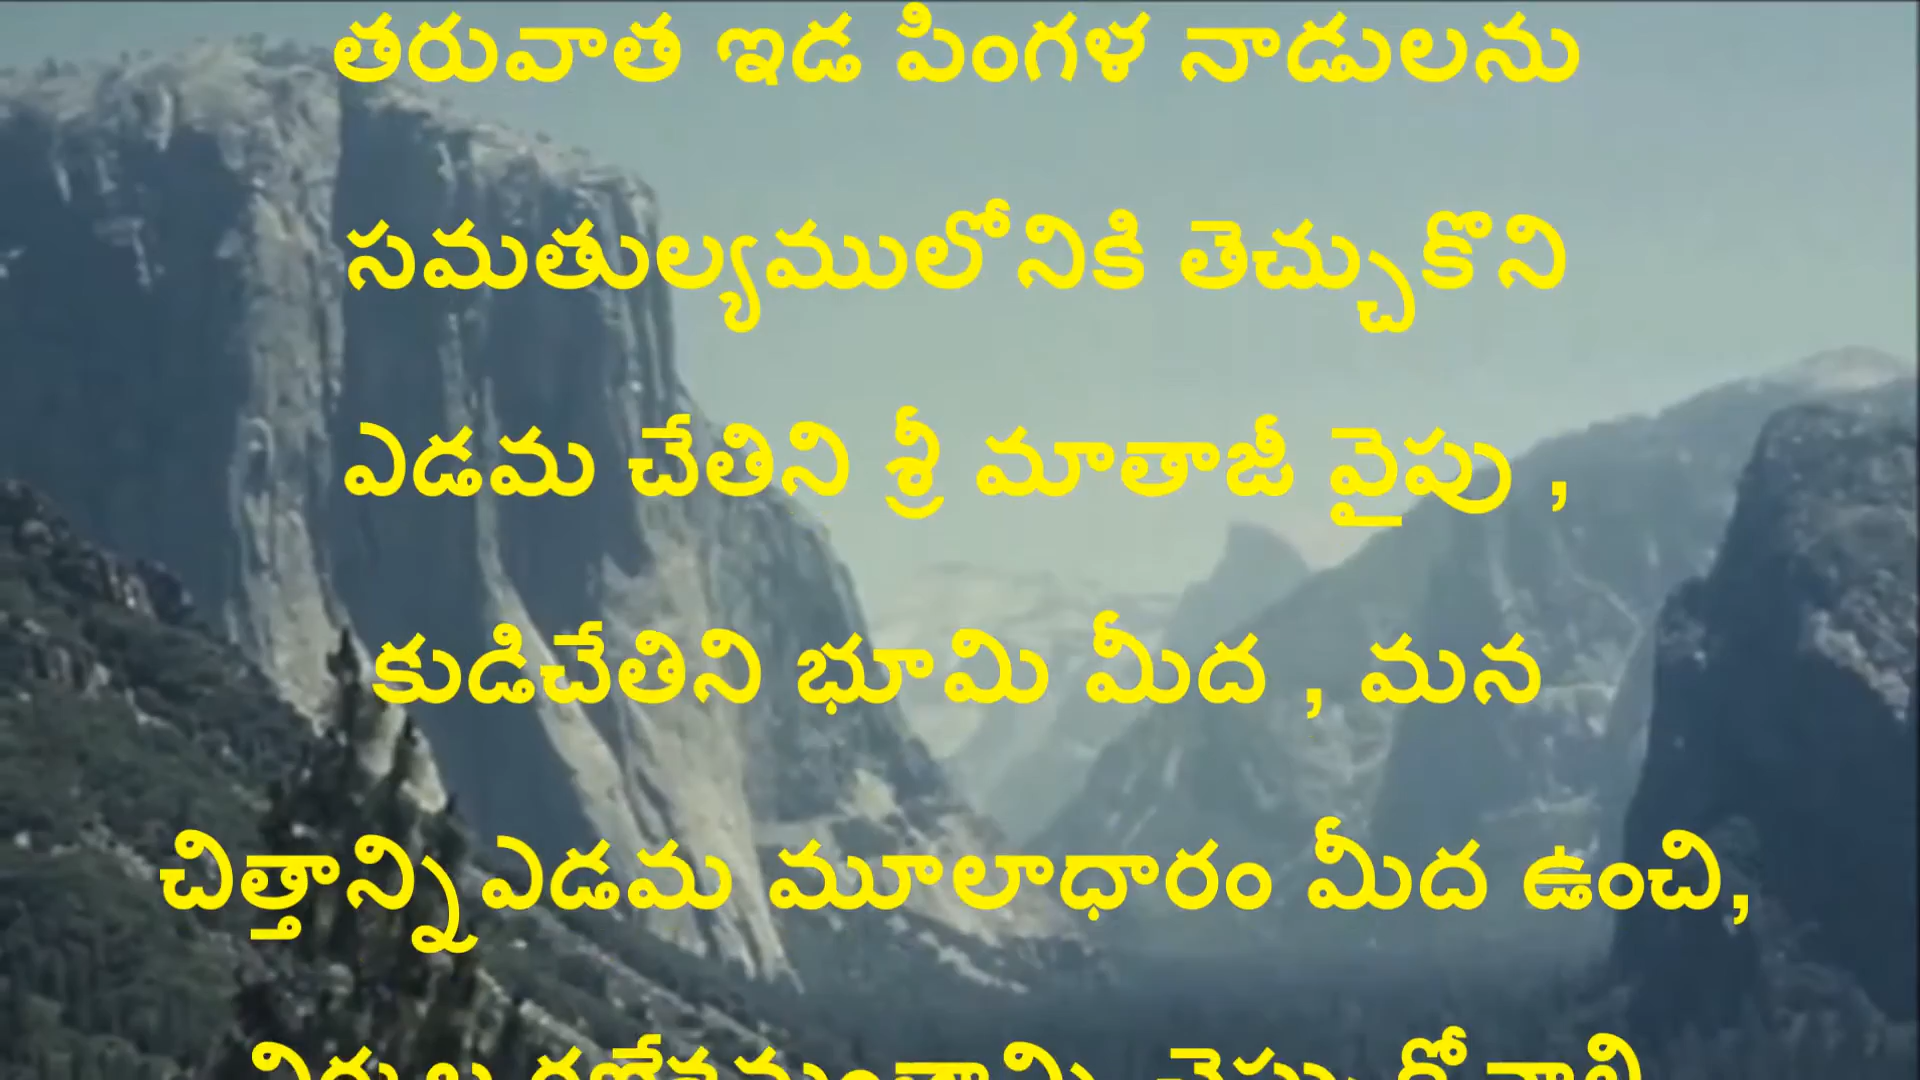 తరువాత ఇడ పింగళ నాడులను
సమతుల్యములోనికి తెచ్చుకొని
ఎడమ చేతిని శ్రీ మాతాజీ వైపు ,
కుడిచేతిని భూమి మీద , మన
చిత్తాన్ని ఎడమ మూలాధారం మీద ఉంచి,